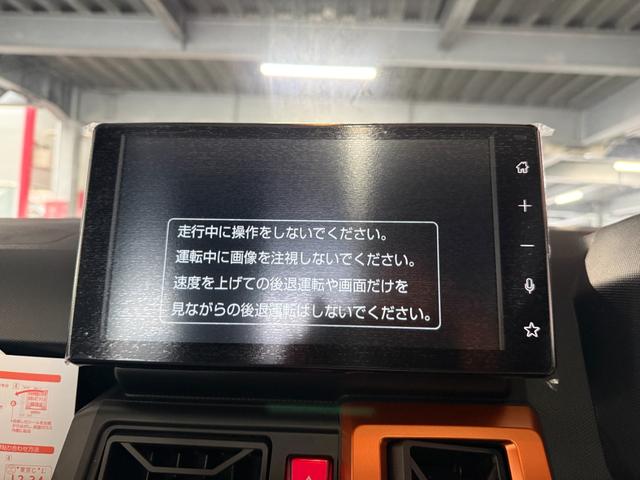 走行中に操作をしないでください。
運転中に画像を注視しないでください。
速度を上げての後退運転や画面だけを
見ながらの後退運転はしないでください。